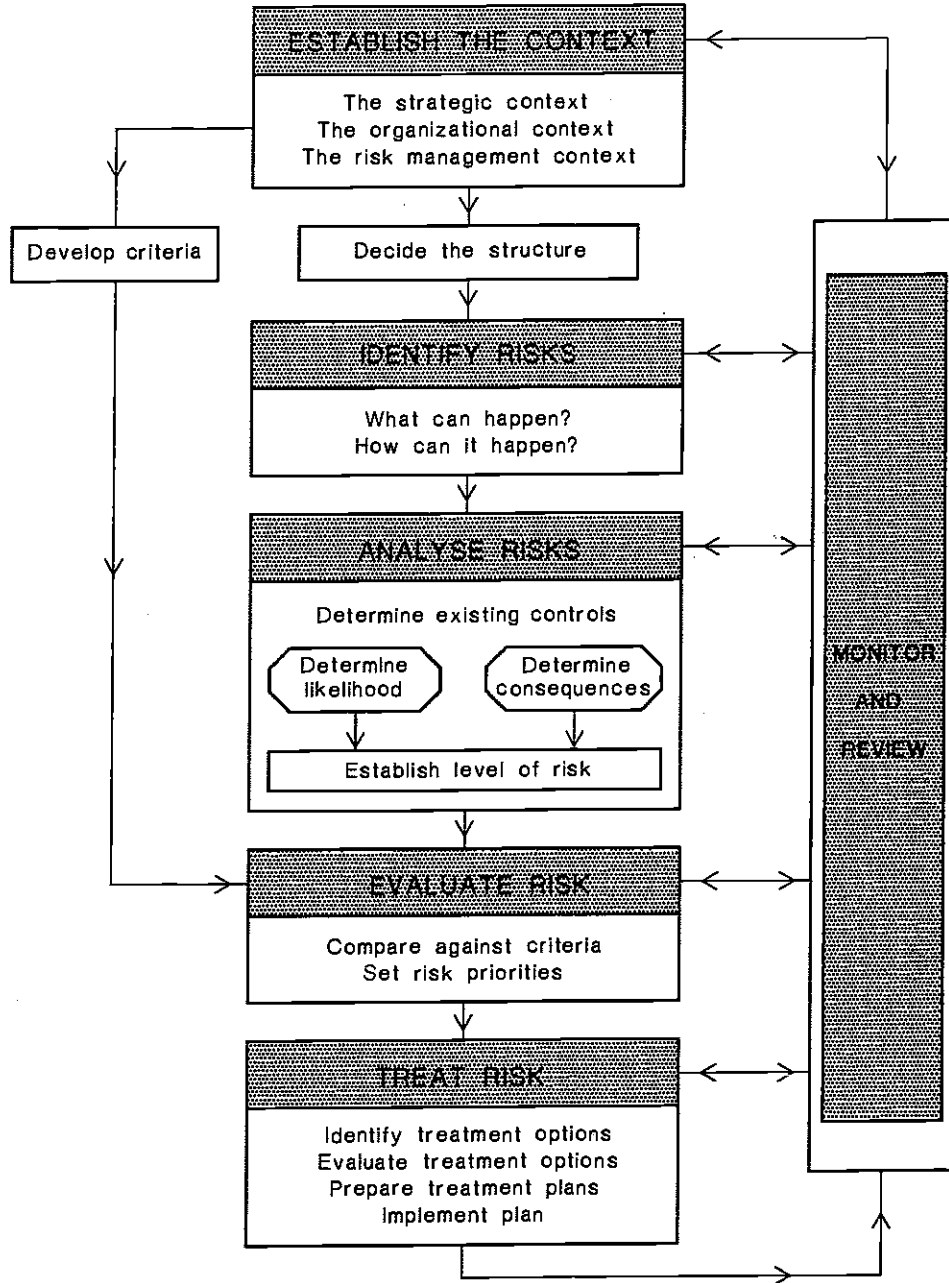 ESTABLISH THE CONTEXT
The strategic context
The organizational context
The risk management context
Develop criteria
Decide the structure
IDENTIFY RISKS
What can happen?
How can it happen?
ANALYSE RISKS
Determine existing controls
Determine
likelihood
Determine
consequences
Establish level of risk
MONITOR
AND
REVIEW
EVALUATE RISK
Compare against criteria
Set risk priorities
TREAT RISK
Identify treatment options
Evaluate treatment options
Prepare treatment plans
Implement plan